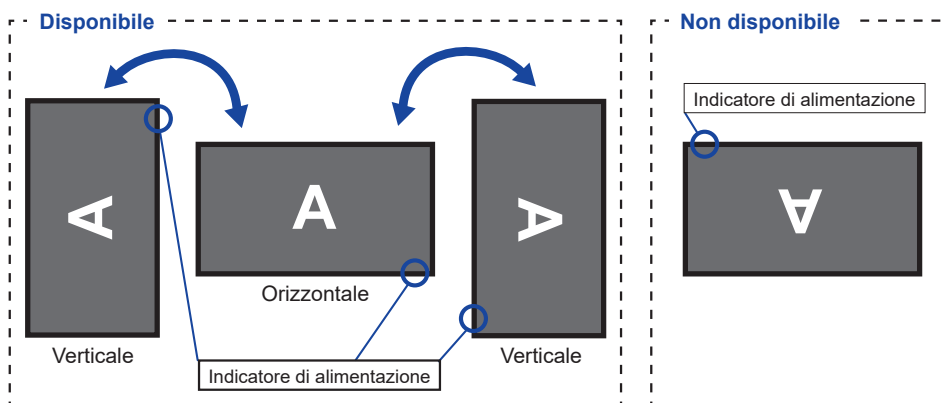 Disponibile
Non disponibile
Indicatore di alimentazione
A
A
A
A
Orizzontale
Verticale
Verticale
Indicatore di alimentazione